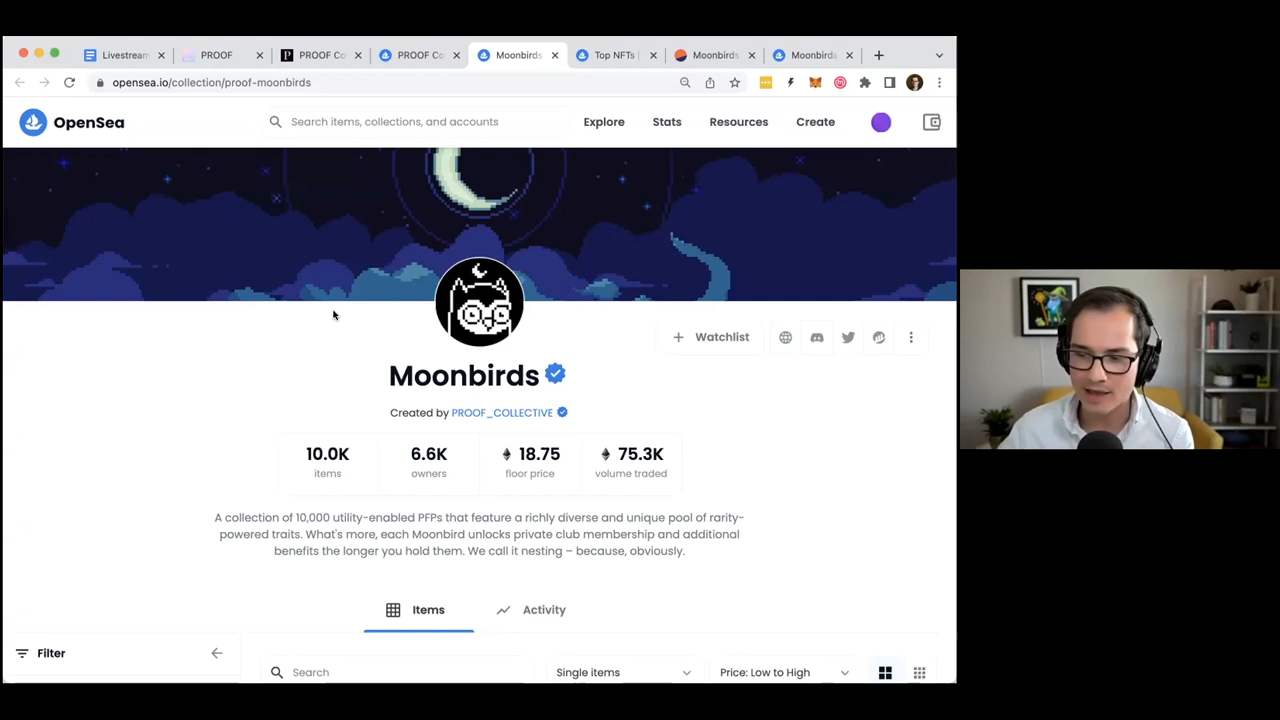 Livestream
PROOF
PROOF Co
PROOF Co
Moonbirds
Top NFTs
Moonbirds
Moonbirds
opensea.io/collection/proof-moonbirds
OpenSea
Search items, collections, and accounts
Explore
Stats
Resources
Create
Watchlist
Moonbirds
Created by PROOF_COLLECTIVE
10.0K
6.6K
18.75
75.3K
items
owners
floor price
volume traded
A collection of 10,000 utility-enabled PFPs that feature a richly diverse and unique pool of rarity-
powered traits. What's more, each Moonbird unlocks private club membership and additional
benefits the longer you hold them. We call it nesting – because, obviously.
Items
Activity
Filter
Search
Single items
Price: Low to High